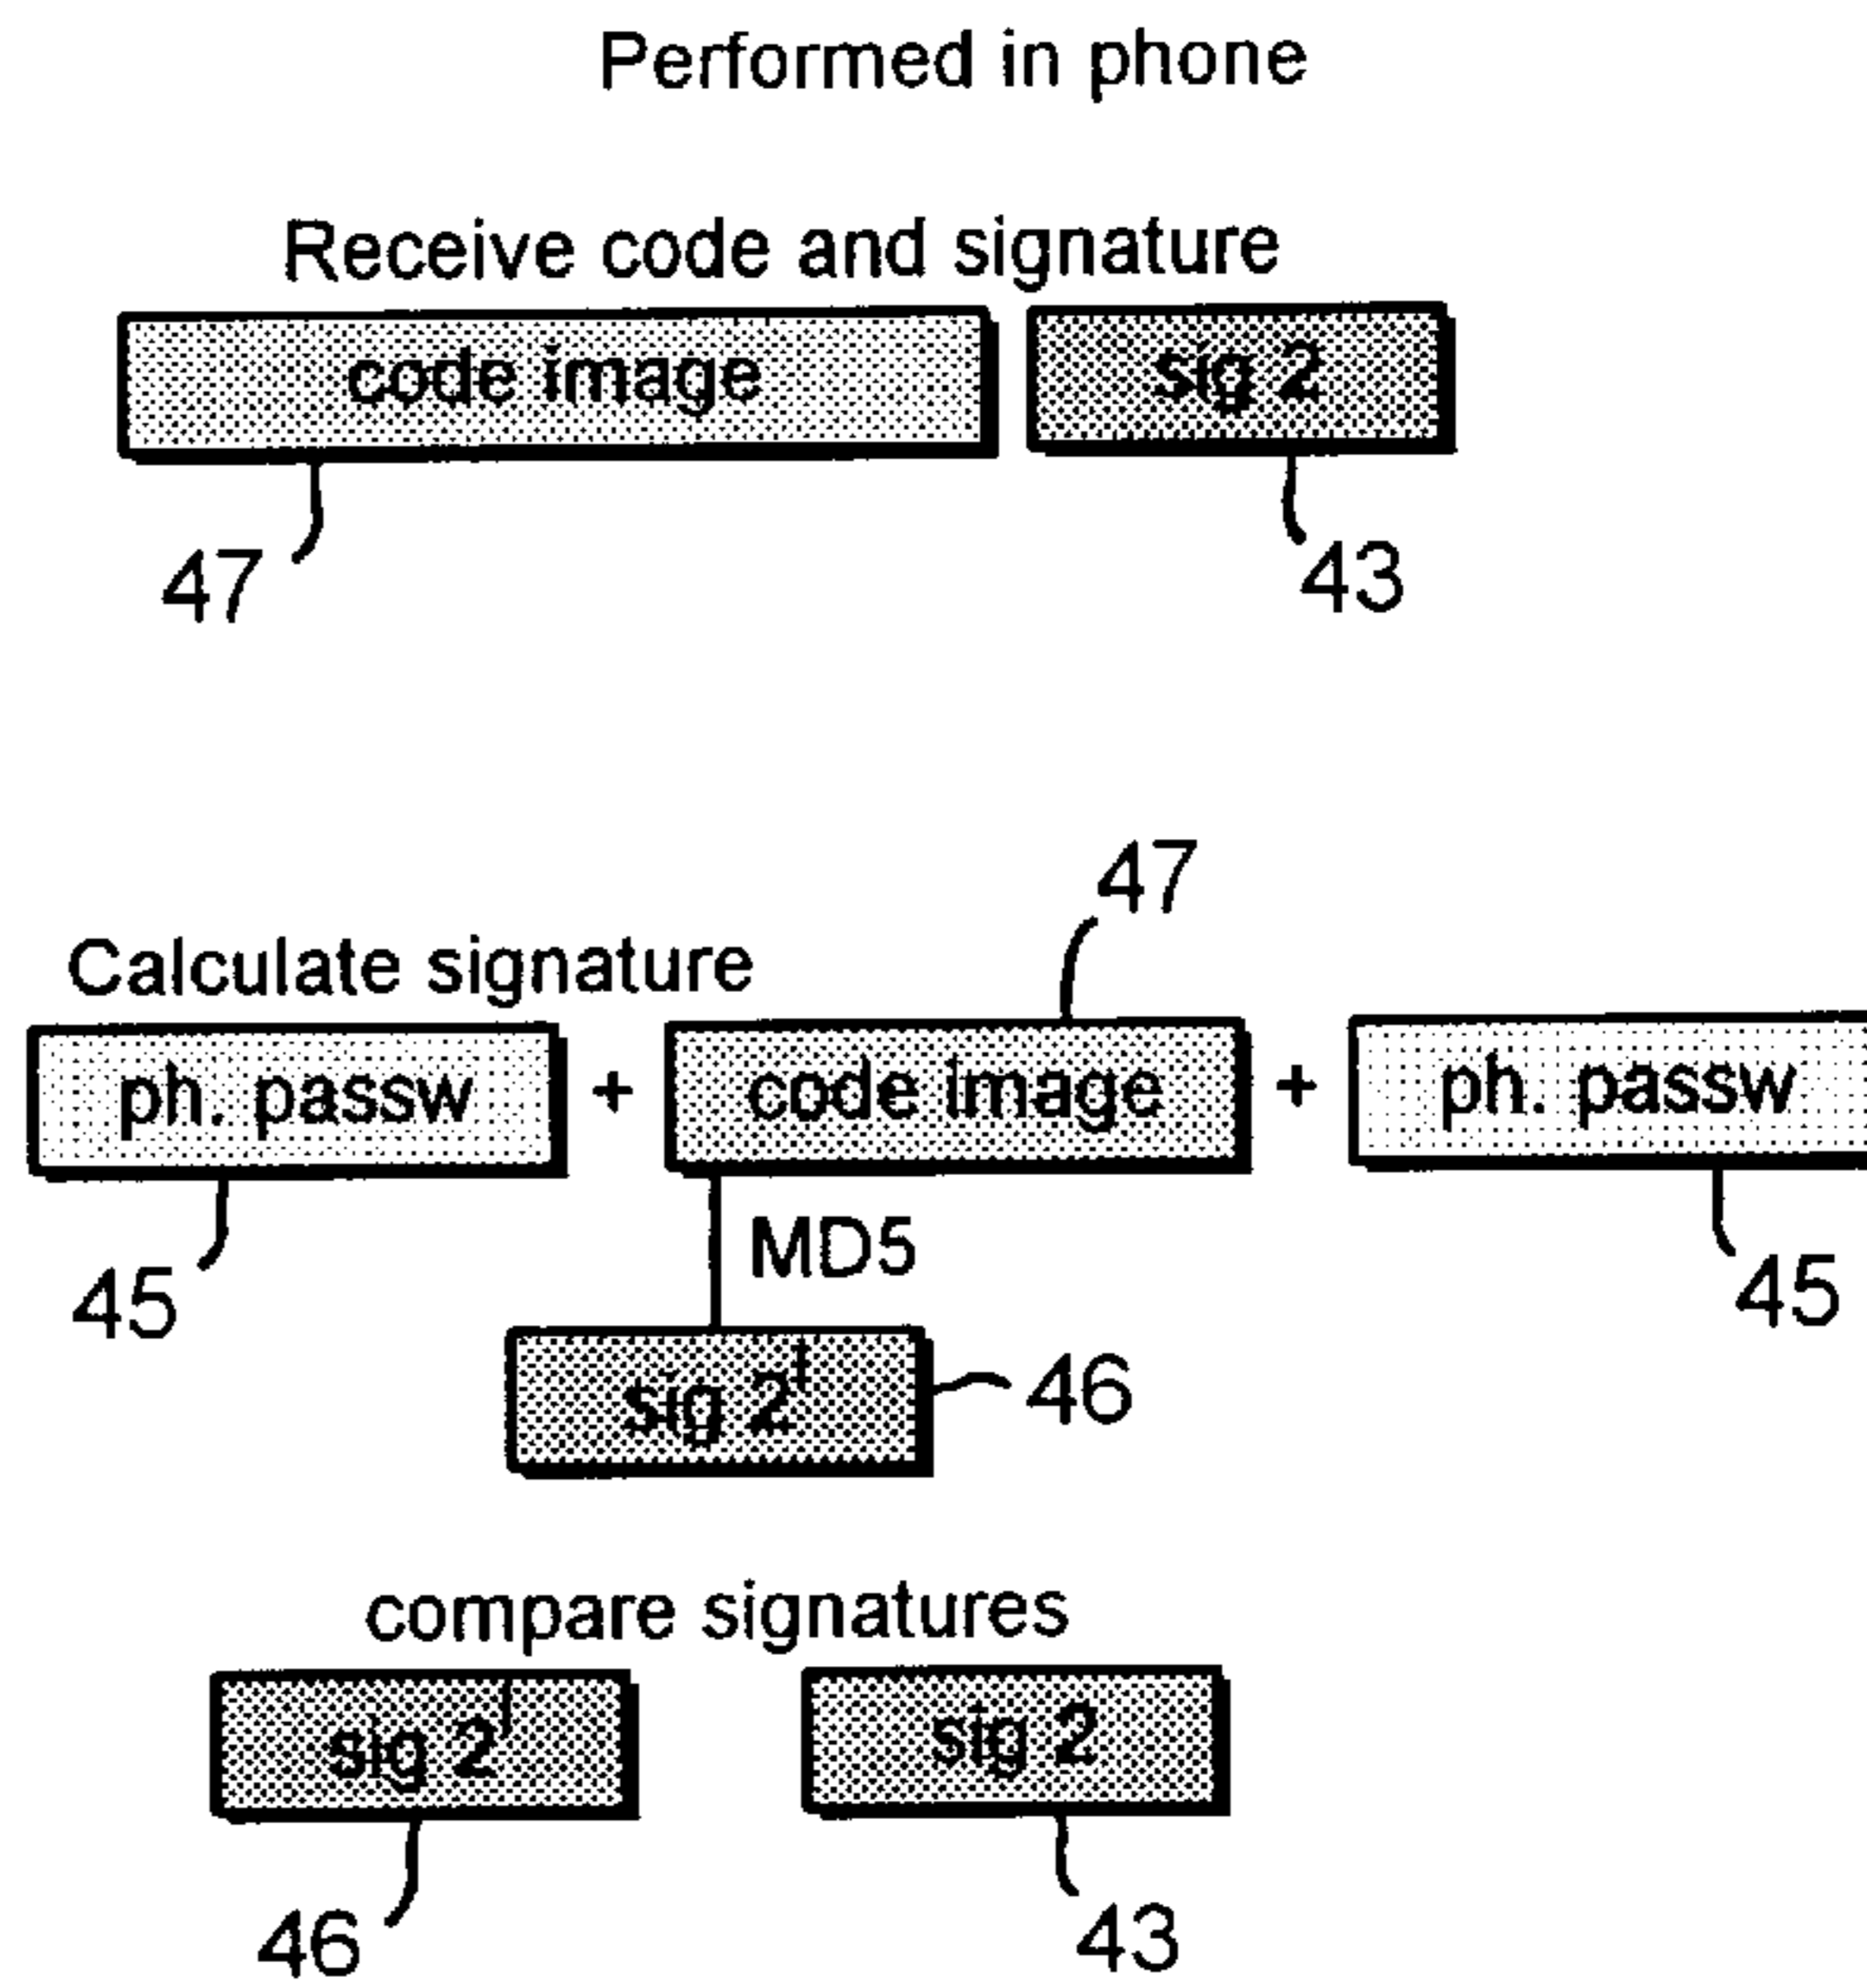 Performed in phone
Receive code and signature
code image sig 2
47 43
47
Calculate signature
ph. passw + code image + ph. passw
MD5
45 45
sig 2' 46
compare signatures
sig 2' sig 2
46 43